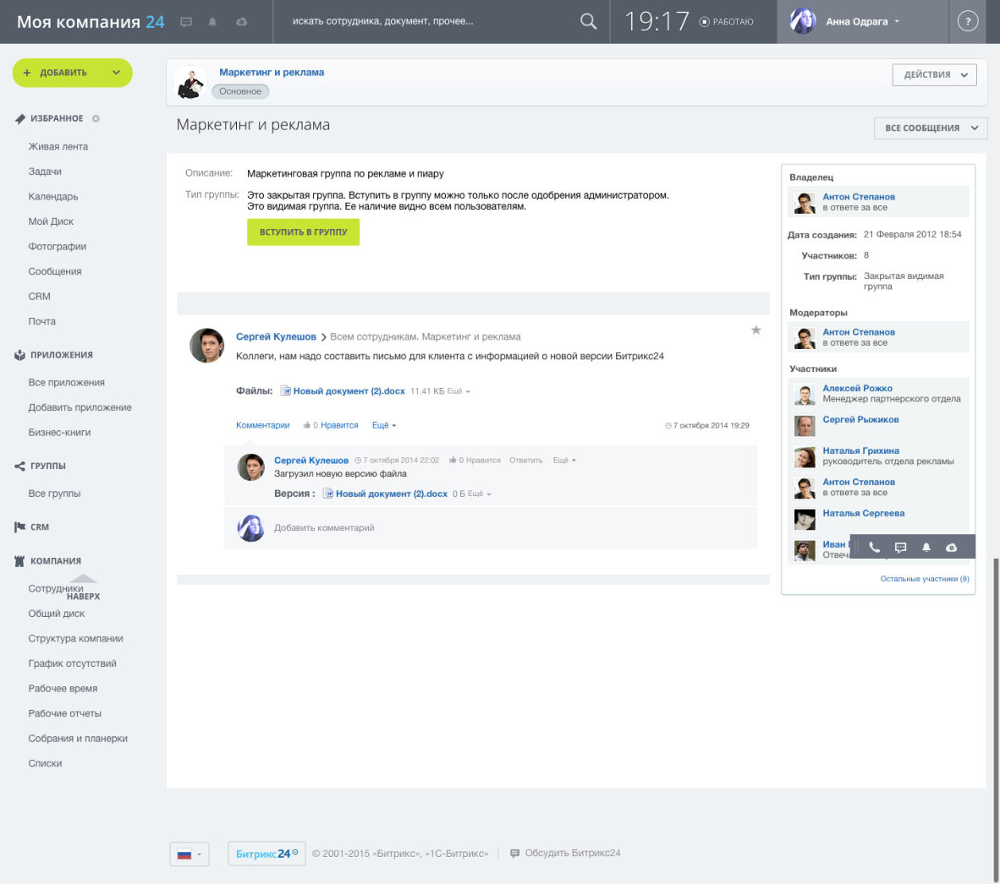 Моя компания 24
искать сотрудника, документ, прочее...
19:17 РАБОТАЮ
Анна Одрага
?
+ ДОБАВИТЬ
ИЗБРАННОЕ
Живая лента
Задачи
Календарь
Мой Диск
Фотографии
Сообщения
CRM
Почта
ПРИЛОЖЕНИЯ
Все приложения
Добавить приложение
Бизнес-книги
ГРУППЫ
Все группы
CRM
КОМПАНИЯ
Сотрудники
НАВЕРХ
Общий диск
Структура компании
График отсутствий
Рабочее время
Рабочие отчеты
Собрания и планерки
Списки
Маркетинг и реклама
Основное
ДЕЙСТВИЯ
Маркетинг и реклама
ВСЕ СООБЩЕНИЯ
Описание: Маркетинговая группа по рекламе и пиару
Тип группы: Это закрытая группа. Вступить в группу можно только после одобрения администратором.
Это видимая группа. Ее наличие видно всем пользователям.
ВСТУПИТЬ В ГРУППУ
Сергей Кулешов > Всем сотрудникам, Маркетинг и реклама
Коллеги, нам надо составить письмо для клиента с информацией о новой версии Битрикс24
Файлы: Новый документ (2).docx 11.41 КБ Ещё
Комментарии 0 Нравится Ещё 7 октября 2014 19:29
Сергей Кулешов 7 октября 2014 22:02 0 Нравится Ответить Ещё
Загрузил новую версию файла
Версия : Новый документ (2).docx 0 Б Ещё
Добавить комментарий
Владелец
Антон Степанов
в ответе за все
Дата создания: 21 Февраля 2012 18:54
Участников: 8
Тип группы: Закрытая видимая
группа
Модераторы
Антон Степанов
в ответе за все
Участники
Алексей Рожко
Менеджер партнерского отдела
Сергей Рыжиков
Наталья Грихина
руководитель отдела рекламы
Антон Степанов
в ответе за все
Наталья Сергеева
Иван
Остальные участники (8)
Битрикс24 © 2001-2015 «Битрикс», «1С-Битрикс» Обсудить Битрикс24